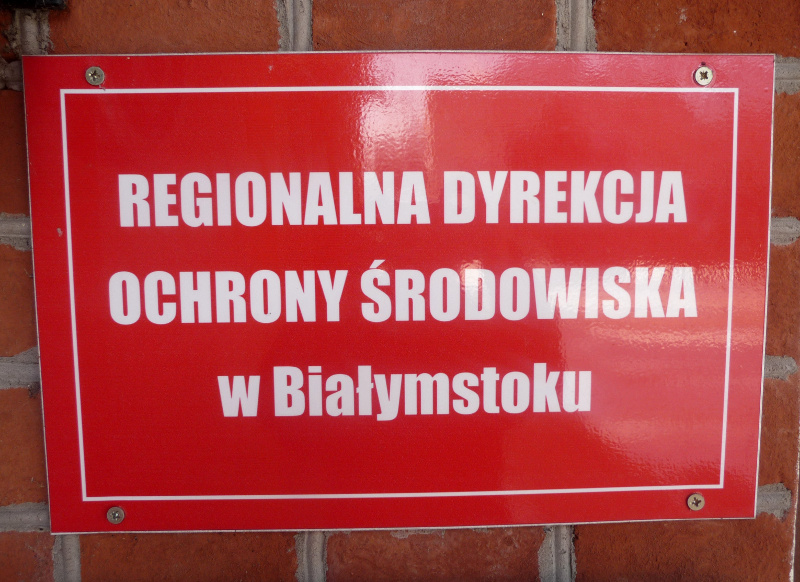 REGIONALNA DYREKCJA
OCHRONY ŚRODOWISKA
w Białymstoku